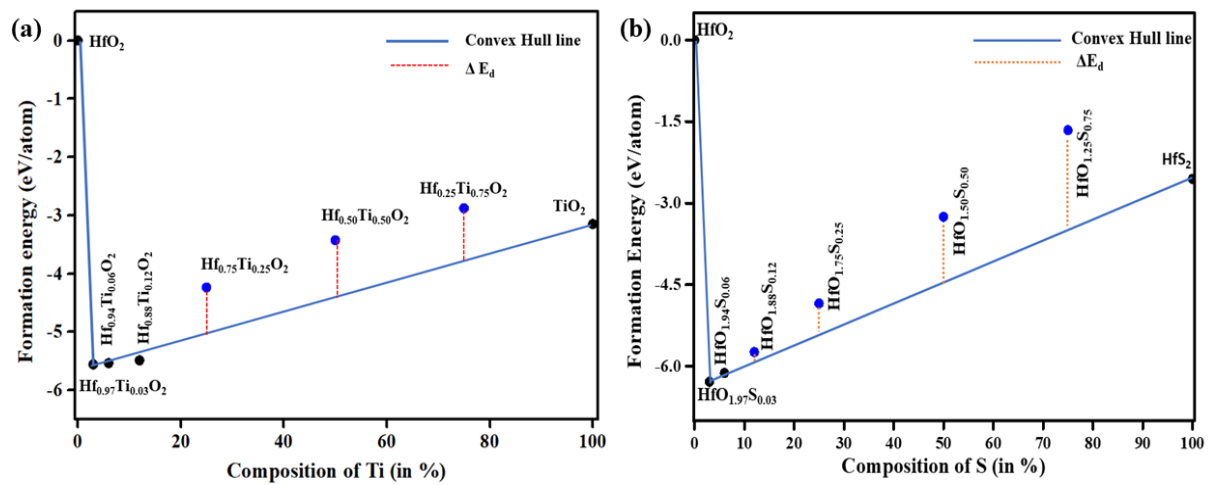 (a)
HfO₂
Convex Hull line
Δ E_d
0
-1
-2
-3
-4
-5
-6
Formation energy (eV/atom)
Hf₀.₉₇Ti₀.₀₃O₂
Hf₀.₉₄Ti₀.₀₆O₂
Hf₀.₈₈Ti₀.₁₂O₂
Hf₀.₇₅Ti₀.₂₅O₂
Hf₀.₅₀Ti₀.₅₀O₂
Hf₀.₂₅Ti₀.₇₅O₂
TiO₂
0 20 40 60 80 100
Composition of Ti (in %)
(b)
HfO₂
Convex Hull line
ΔE_d
0.0
-1.5
-3.0
-4.5
-6.0
Formation Energy (eV/atom)
HfO₁.₉₇S₀.₀₃
HfO₁.₉₄S₀.₀₆
HfO₁.₈₈S₀.₁₂
HfO₁.₇₅S₀.₂₅
HfO₁.₅₀S₀.₅₀
HfO₁.₂₅S₀.₇₅
HfS₂
0 10 20 30 40 50 60 70 80 90 100
Composition of S (in %)